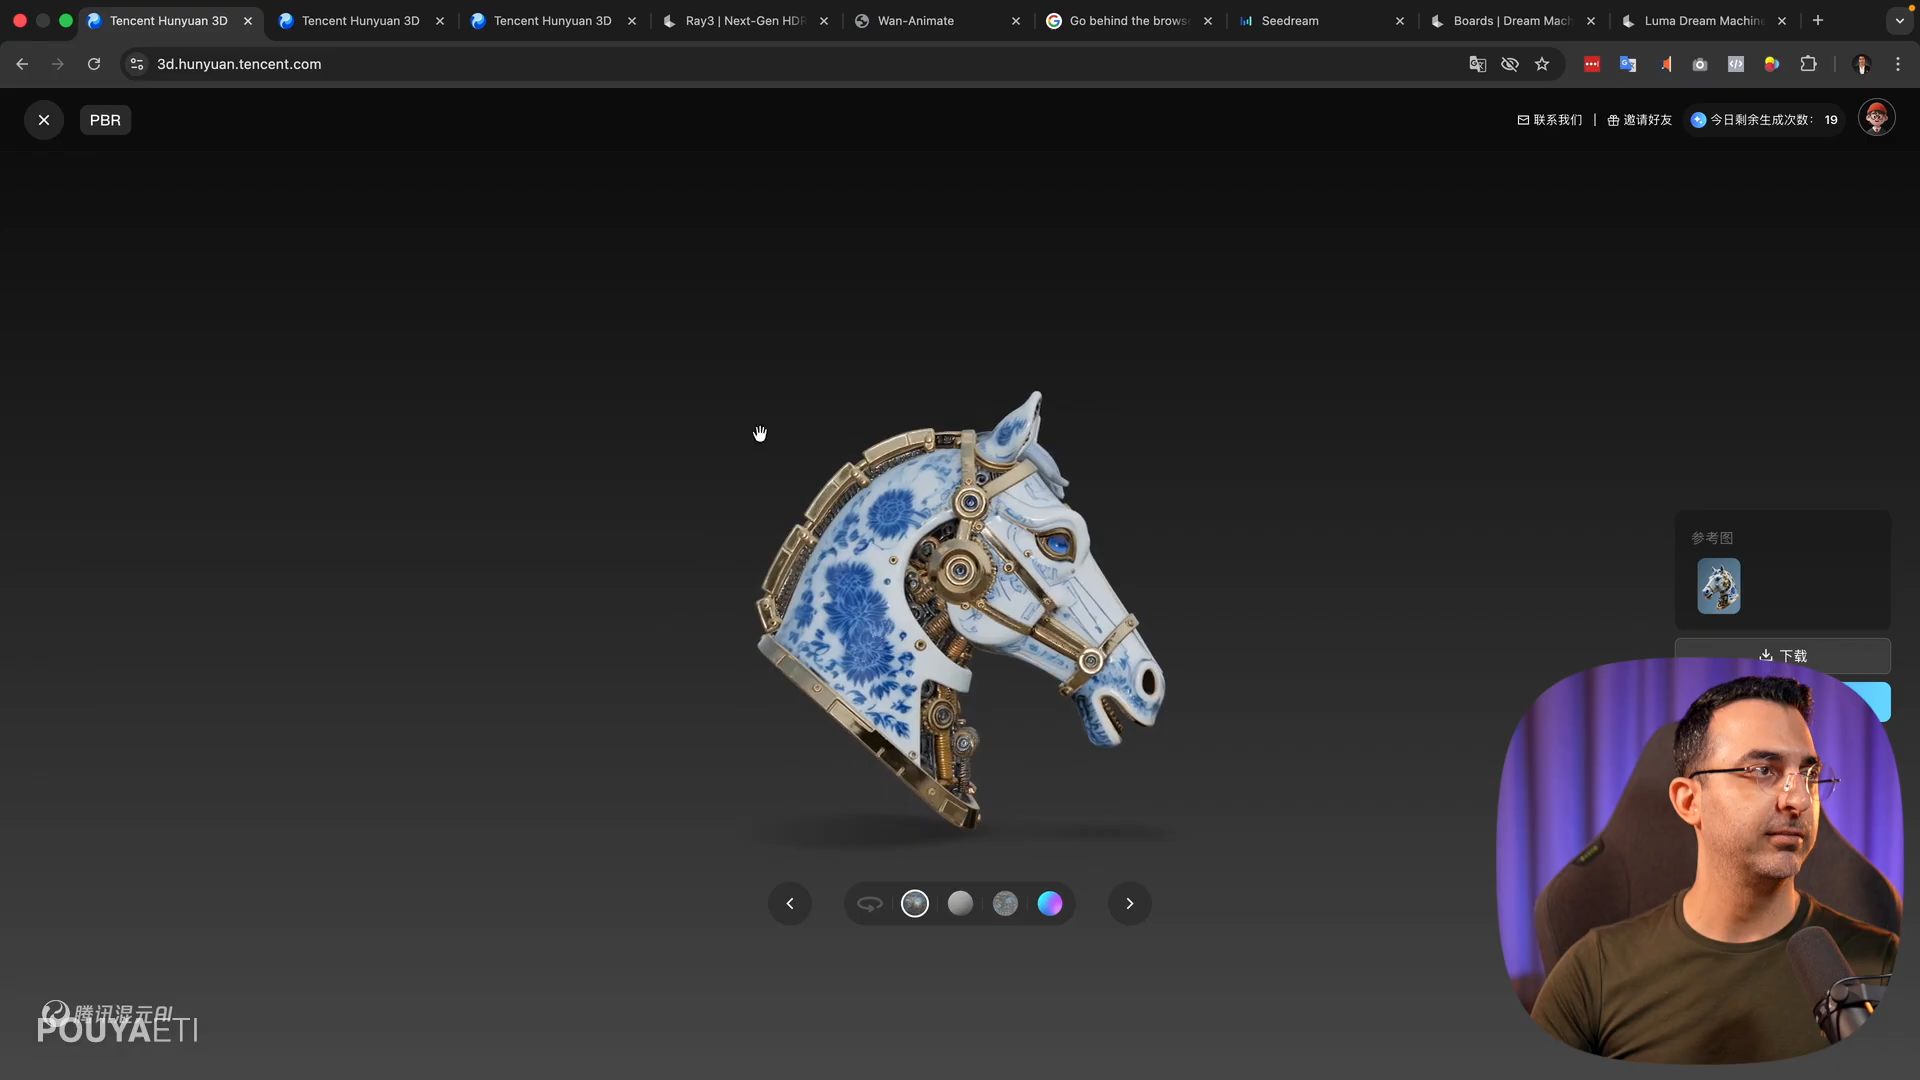 Tencent Hunyuan 3D
Tencent Hunyuan 3D
Tencent Hunyuan 3D
Ray3 | Next-Gen HDR
Wan-Animate
Go behind the brows
Seedream
Boards | Dream Mach
Luma Dream Machin
3d.hunyuan.tencent.com
PBR
联系我们 | 邀请好友
今日剩余生成次数: 19
参考图
下载
腾讯混元AI
POUYAETI